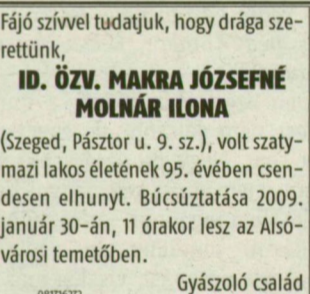 Fájó szívvel tudatjuk, hogy drága sze-
rettünk,
ID. ÖZV. MAKRA JÓZSEFNÉ
MOLNÁR ILONA
(Szeged, Pásztor u. 9. sz.), volt szaty-
mazi lakos életének 95. évében csen-
desen elhunyt. Búcsúztatása 2009.
január 30-án, 11 órakor lesz az Alsó-
városi temetőben.
Gyászoló család